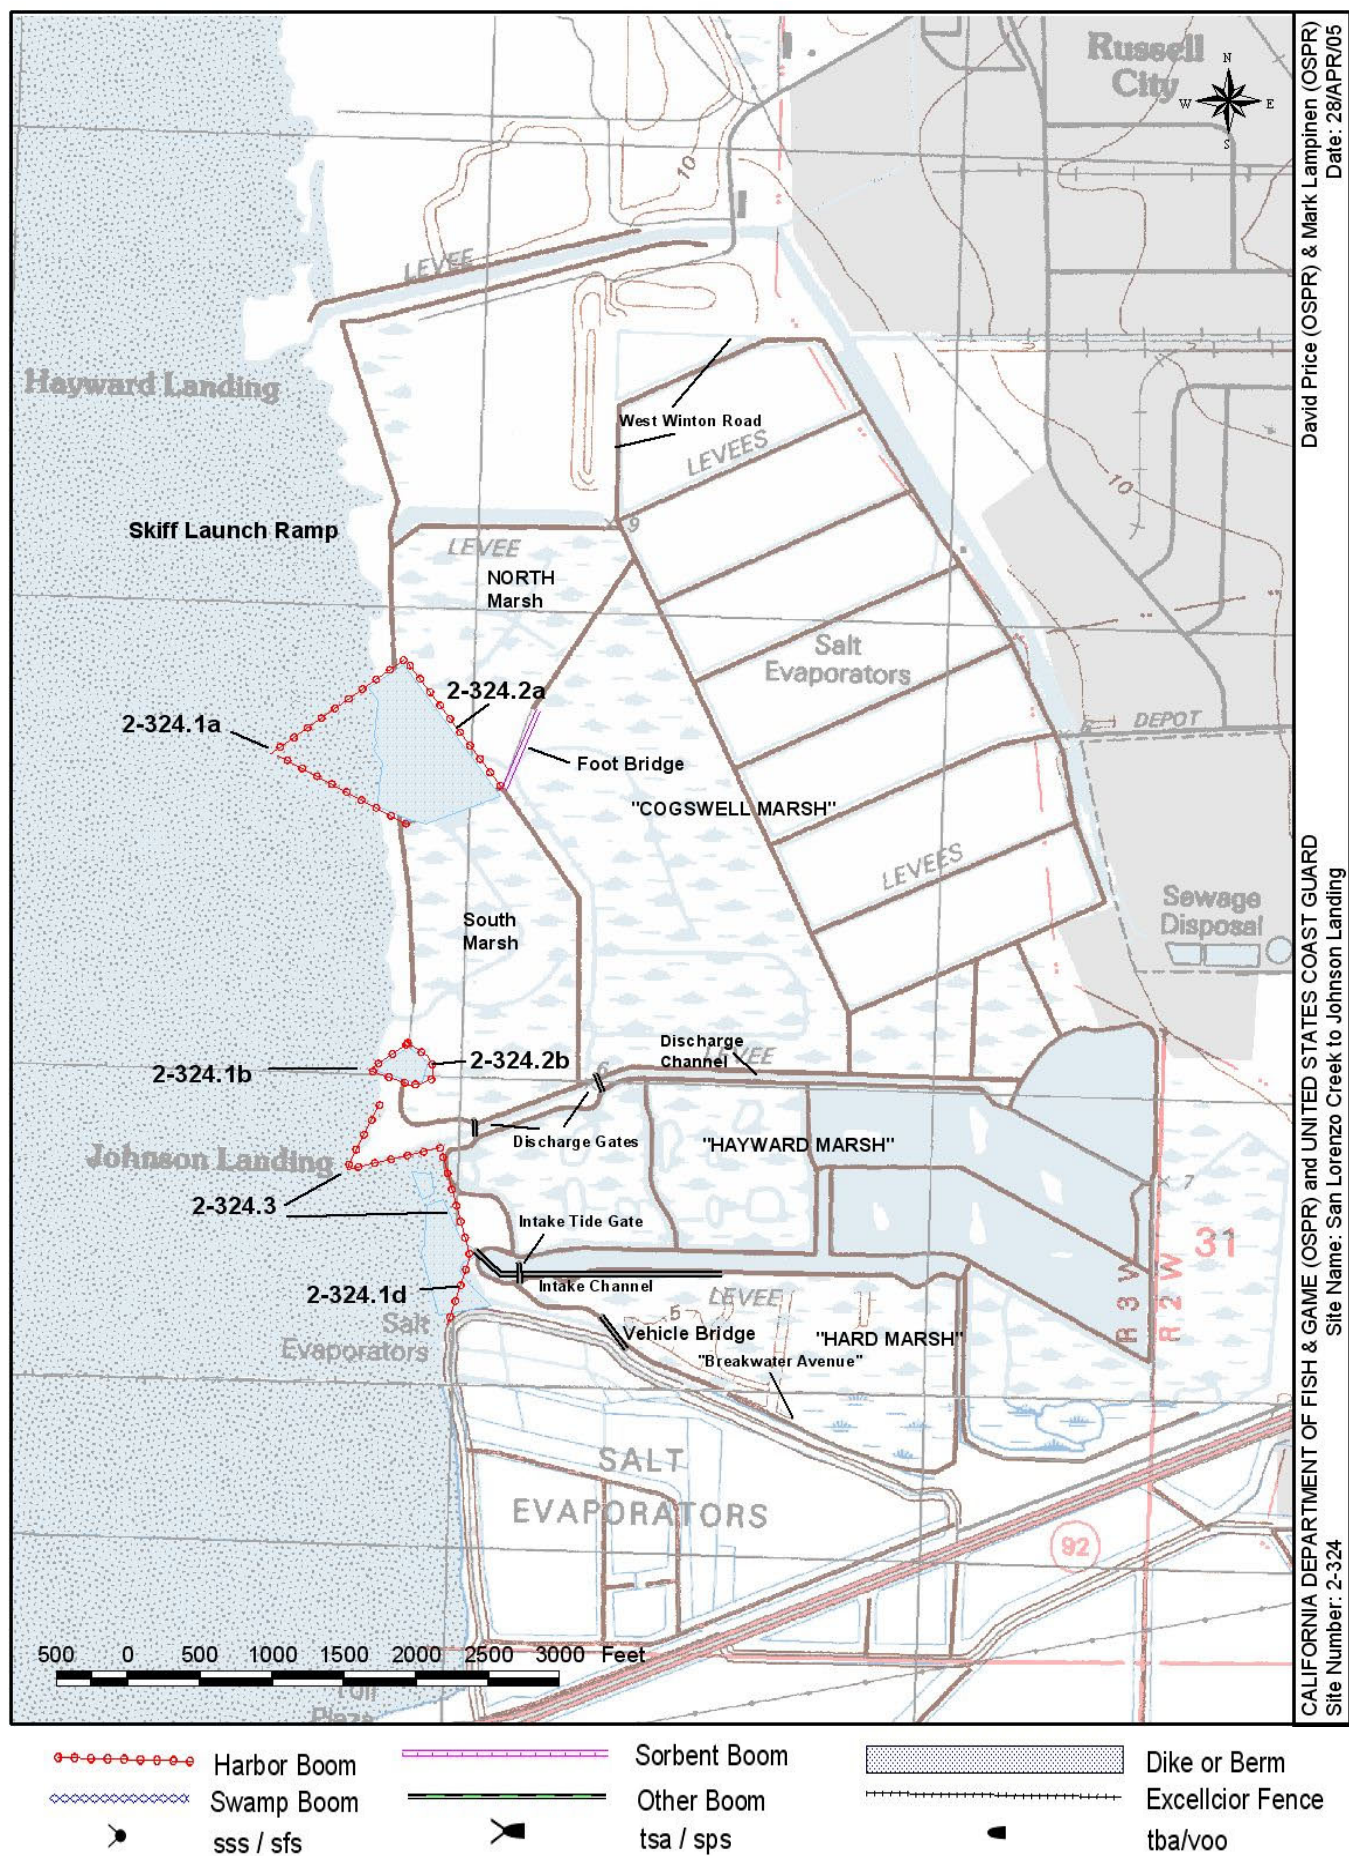 Russell
City
N
W
E
S
10
LEVEE
Hayward Landing
West Winton Road
LEVEES
10
Skiff Launch Ramp
9
LEVEE
NORTH
Marsh
Salt
Evaporators
2-324.2a
2-324.1a
6
DEPOT
Foot Bridge
"COGSWELL MARSH"
LEVEES
Sewage
Disposal
South
Marsh
Discharge
Channel
LEVEE
2-324.2b
2-324.1b
6
Discharge Gates
"HAYWARD MARSH"
Johnson Landing
7
2-324.3
Intake Tide Gate
31
R 3 W
R 2 W
Intake Channel
2-324.1d
LEVEE
Salt
Evaporators
5
Vehicle Bridge
"HARD MARSH"
"Breakwater Avenue"
SALT
EVAPORATORS
92
500 0 500 1000 1500 2000 2500 3000 Feet
Toll
Plaza
David Price (OSPR) & Mark Lampinen (OSPR)
Date: 28/APR/05
CALIFORNIA DEPARTMENT OF FISH & GAME (OSPR) and UNITED STATES COAST GUARD
Site Number: 2-324
Site Name: San Lorenzo Creek to Johnson Landing
Harbor Boom
Sorbent Boom
Dike or Berm
Swamp Boom
Other Boom
Excellcior Fence
sss / sfs
tsa / sps
tba/voo